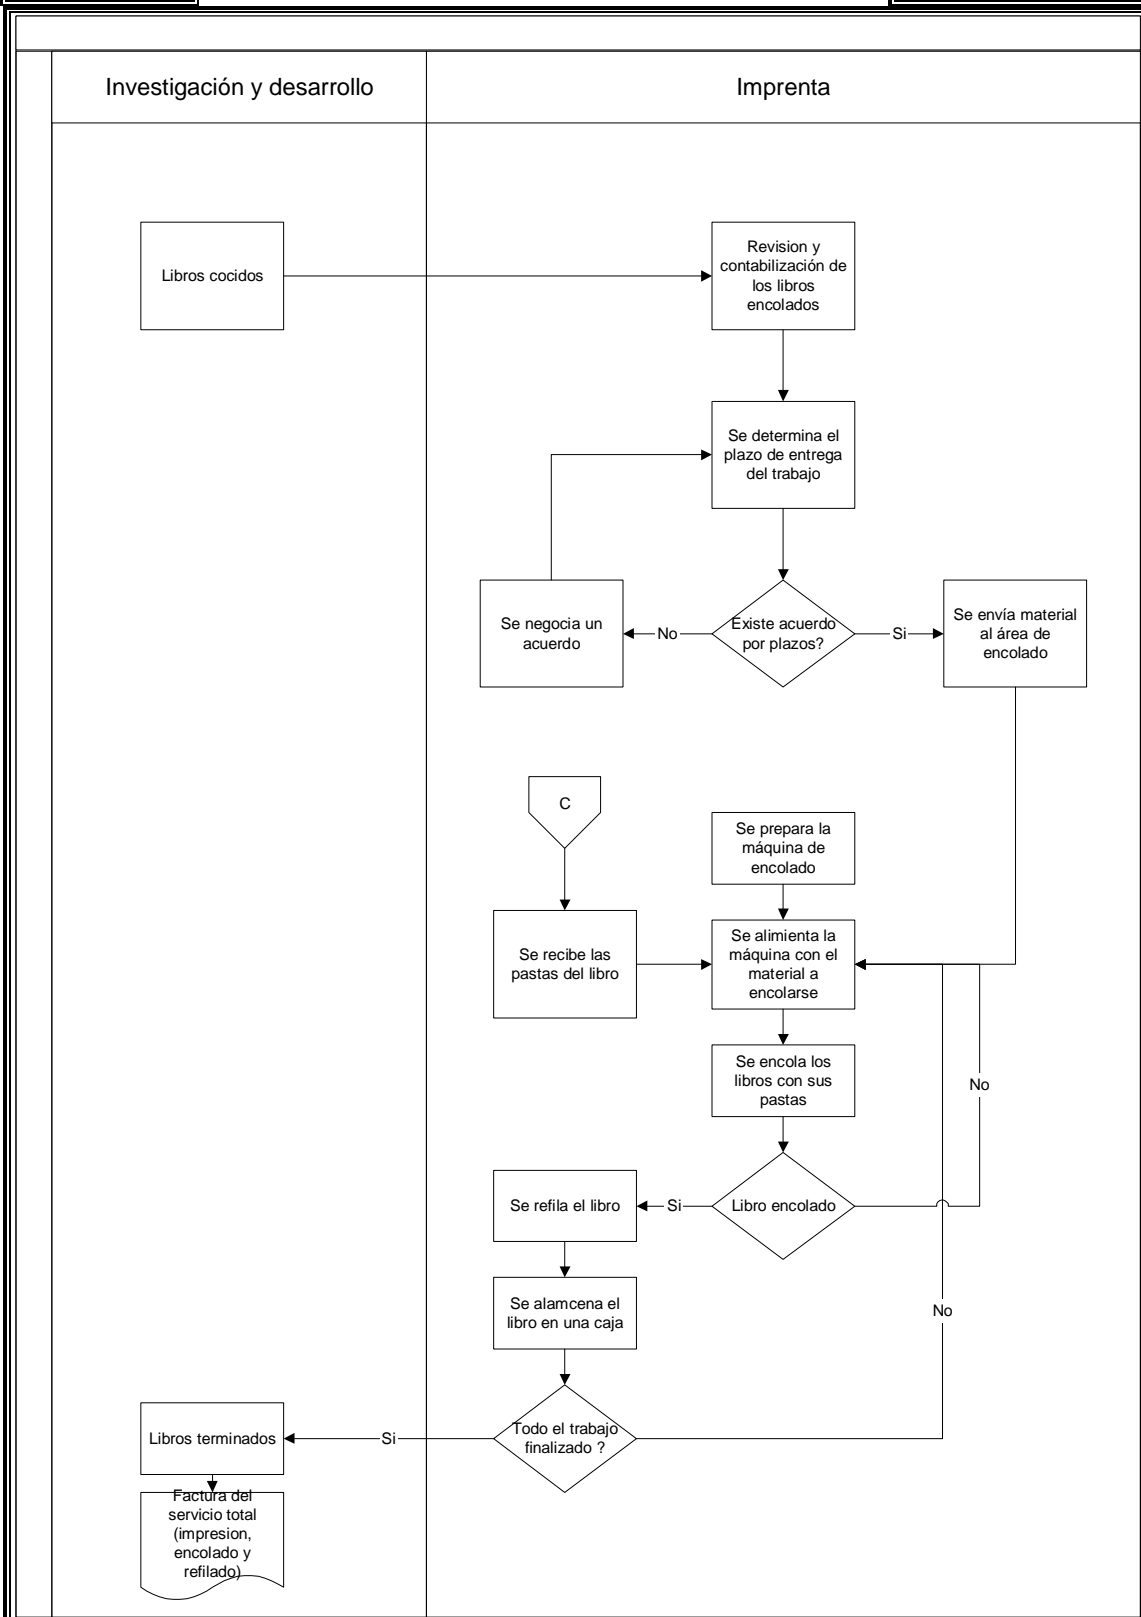 Investigación y desarrollo
Imprenta
Libros cocidos
Revision y
contabilización de
los libros
encolados
Se determina el
plazo de entrega
del trabajo
Se negocia un
acuerdo
No
Existe acuerdo
por plazos?
Si
Se envía material
al área de
encolado
C
Se prepara la
máquina de
encolado
Se recibe las
pastas del libro
Se alimienta la
máquina con el
material a
encolarse
Se encola los
libros con sus
pastas
No
Se refila el libro
Si
Libro encolado
Se alamcena el
libro en una caja
No
Libros terminados
Si
Todo el trabajo
finalizado ?
Factura del
servicio total
(impresion,
encolado y
refilado)